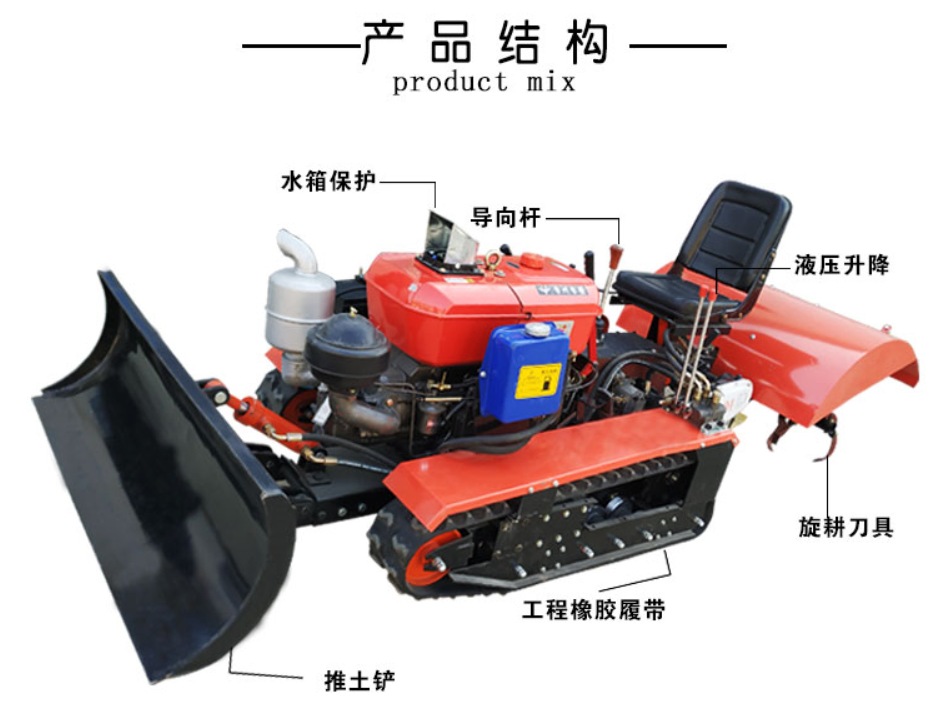 产品结构
product mix
水箱保护
导向杆
液压升降
旋耕刀具
工程橡胶履带
推土铲